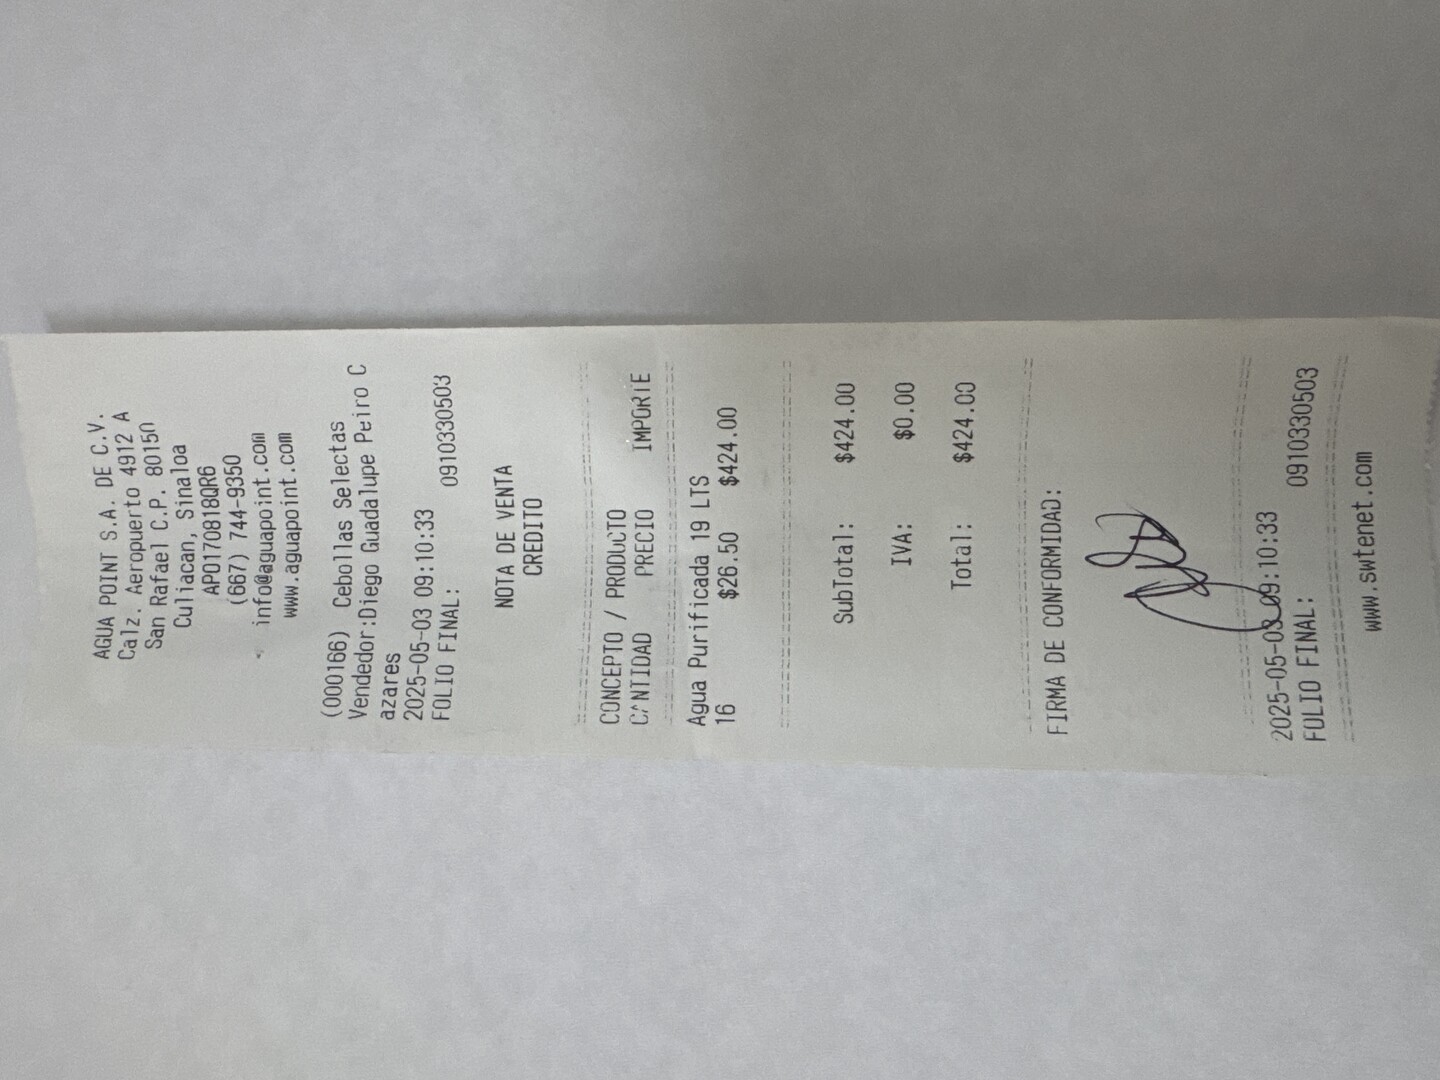 AGUA POINT S.A. DE C.V.
Calz. Aeropuerto 4912 A
San Rafael C.P. 80150
Culiacan, Sinaloa
APO170818QR6
(667) 744-9350
info@aguapoint.com
www.aguapoint.com
(000166) Cebollas Selectas
Vendedor:Diego Guadalupe Peiro C
azares
2025-05-03 09:10:33
FOLIO FINAL: 0910330503
NOTA DE VENTA
CREDITO
CONCEPTO / PRODUCTO
CANTIDAD PRECIO IMPORTE
Agua Purificada 19 LTS
16 $26.50 $424.00
SubTotal: $424.00
IVA: $0.00
Total: $424.00
FIRMA DE CONFORMIDAD:
2025-05-03 09:10:33
FOLIO FINAL: 0910330503
www.swtenet.com